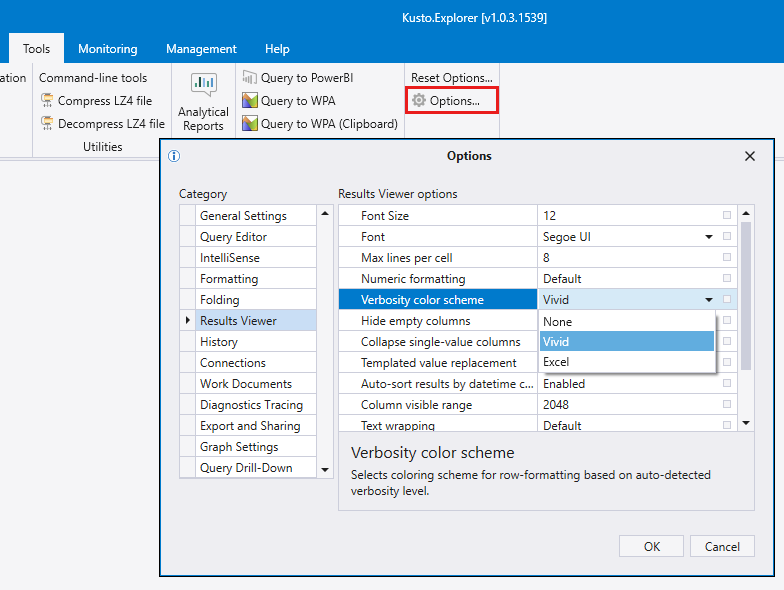 Kusto.Explorer [v1.0.3.1539]
Tools Monitoring Management Help
ation
Command-line tools
Compress LZ4 file
Decompress LZ4 file
Utilities
Analytical
Reports
Query to PowerBI
Query to WPA
Query to WPA (Clipboard)
Reset Options...
Options...
Options
Category
General Settings
Query Editor
IntelliSense
Formatting
Folding
Results Viewer
History
Connections
Work Documents
Diagnostics Tracing
Export and Sharing
Graph Settings
Query Drill-Down
Results Viewer options
Font Size 12
Font Segoe UI
Max lines per cell 8
Numeric formatting Default
Verbosity color scheme Vivid
Hide empty columns
None
Collapse single-value columns
Vivid
Templated value replacement
Excel
Auto-sort results by datetime c... Enabled
Column visible range 2048
Text wrapping Default
Verbosity color scheme
Selects coloring scheme for row-formatting based on auto-detected
verbosity level.
OK Cancel